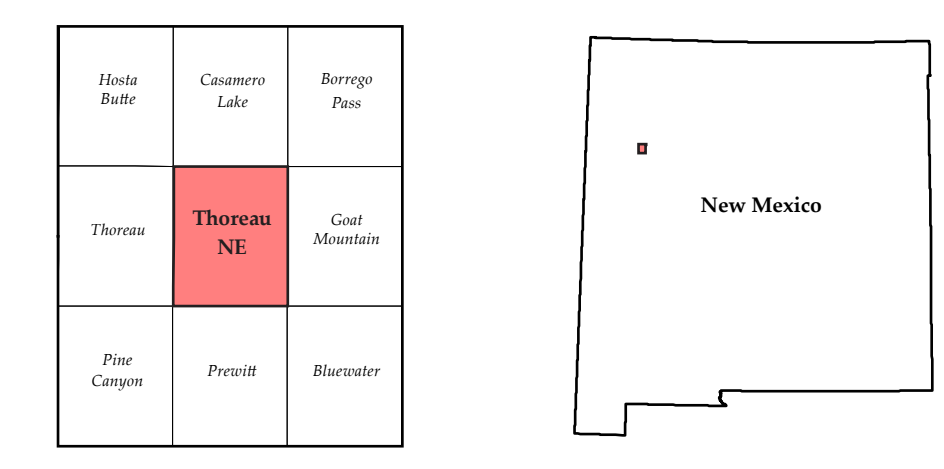 Hosta
Butte
Casamero
Lake
Borrego
Pass
Thoreau
Thoreau
NE
Goat
Mountain
Pine
Canyon
Prewitt
Bluewater
New Mexico